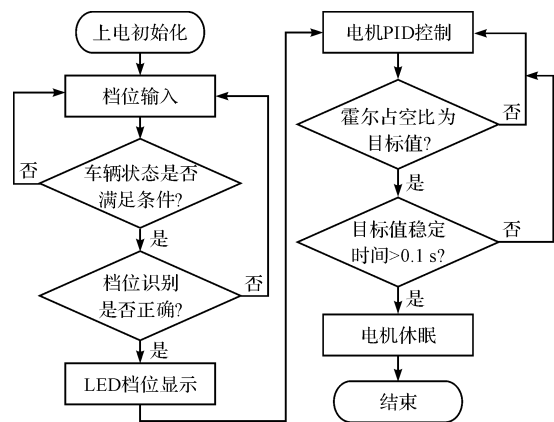 上电初始化
档位输入
否
车辆状态是否
满足条件?
是
档位识别
是否正确?
否
是
LED档位显示
电机PID控制
霍尔占空比为
目标值?
否
是
目标值稳定
时间>0.1 s?
否
是
电机休眠
结束